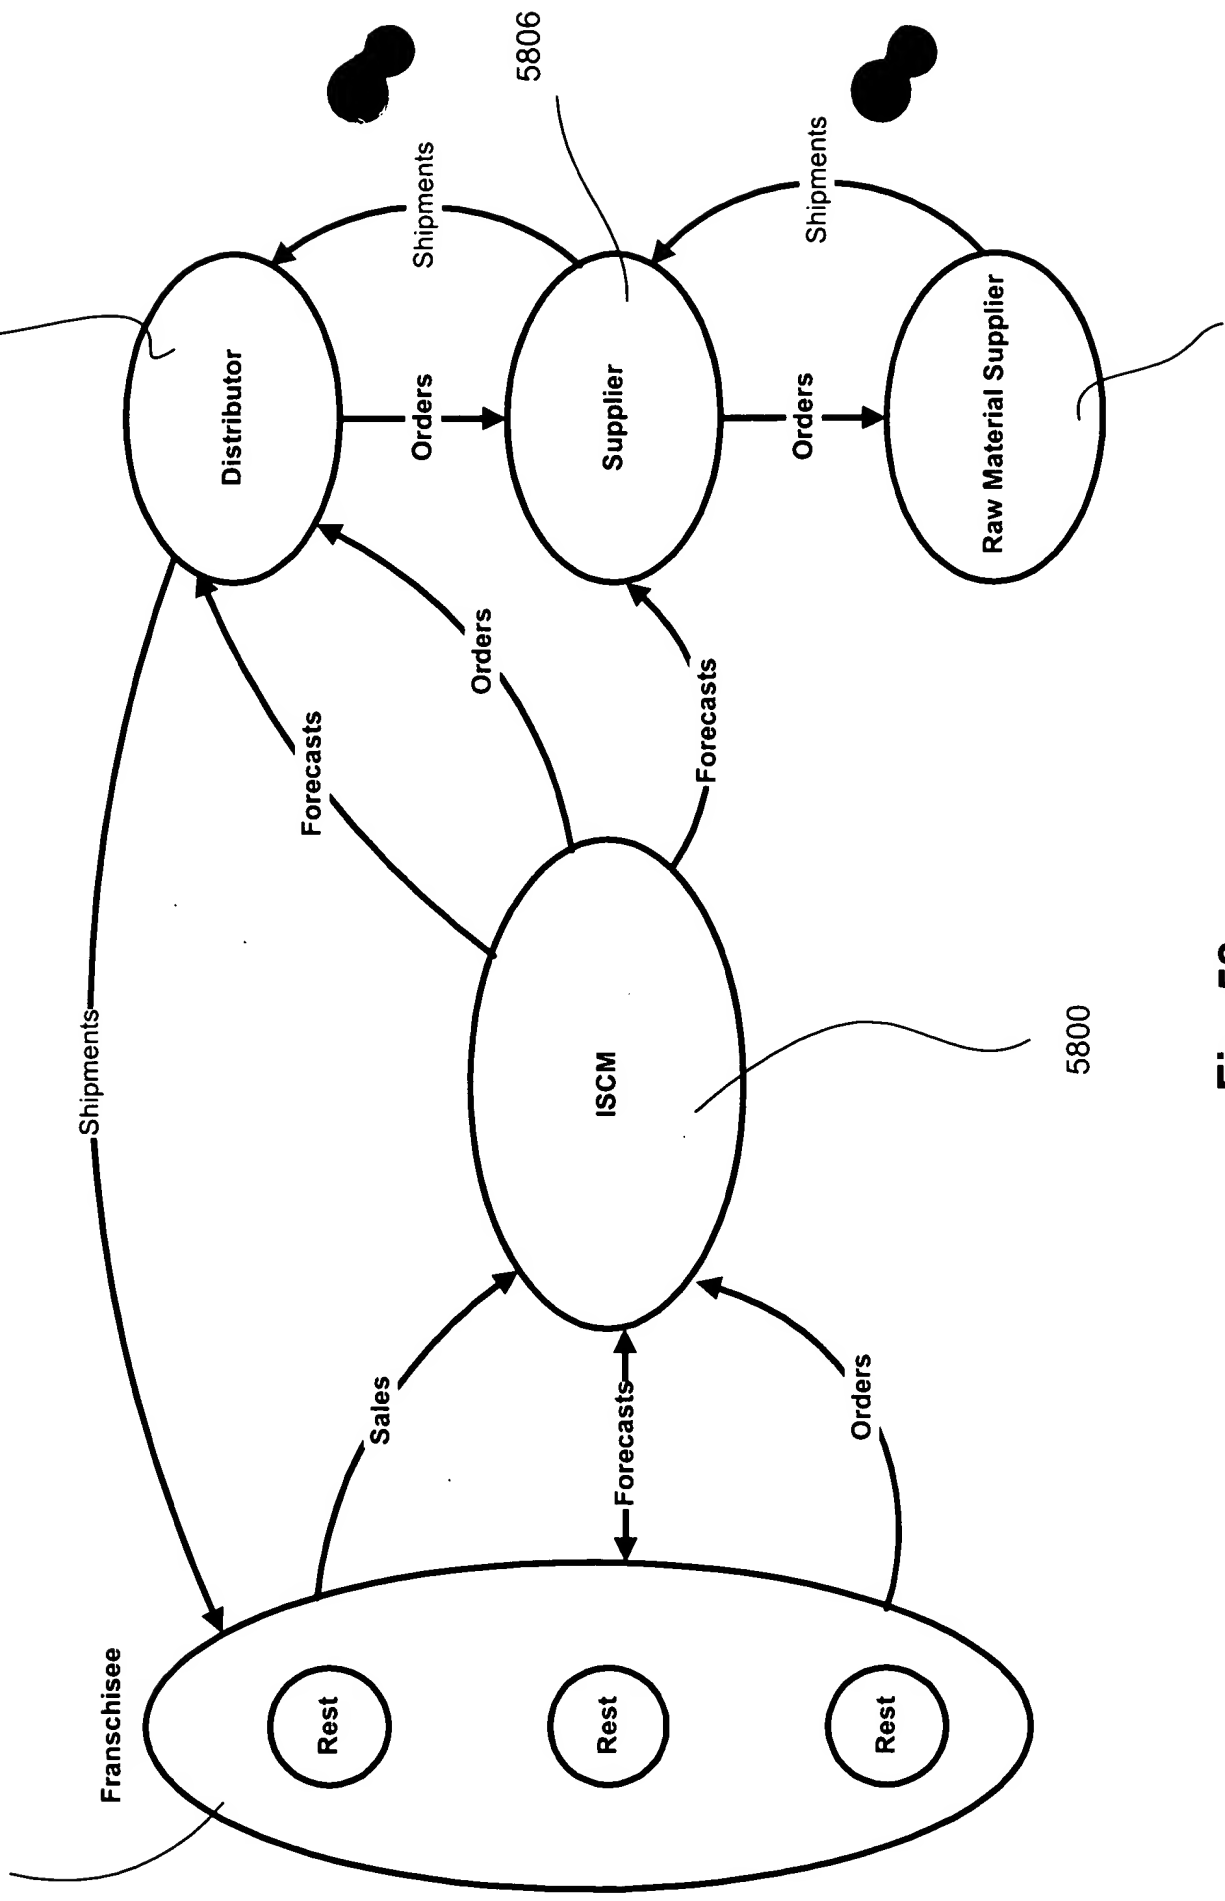 Franschisee
Rest
Rest
Rest
Shipments
Sales
Forecasts
Orders
ISCM
5800
Forecasts
Orders
Forecasts
Distributor
Orders
Shipments
Supplier
5806
Orders
Shipments
Raw Material Supplier